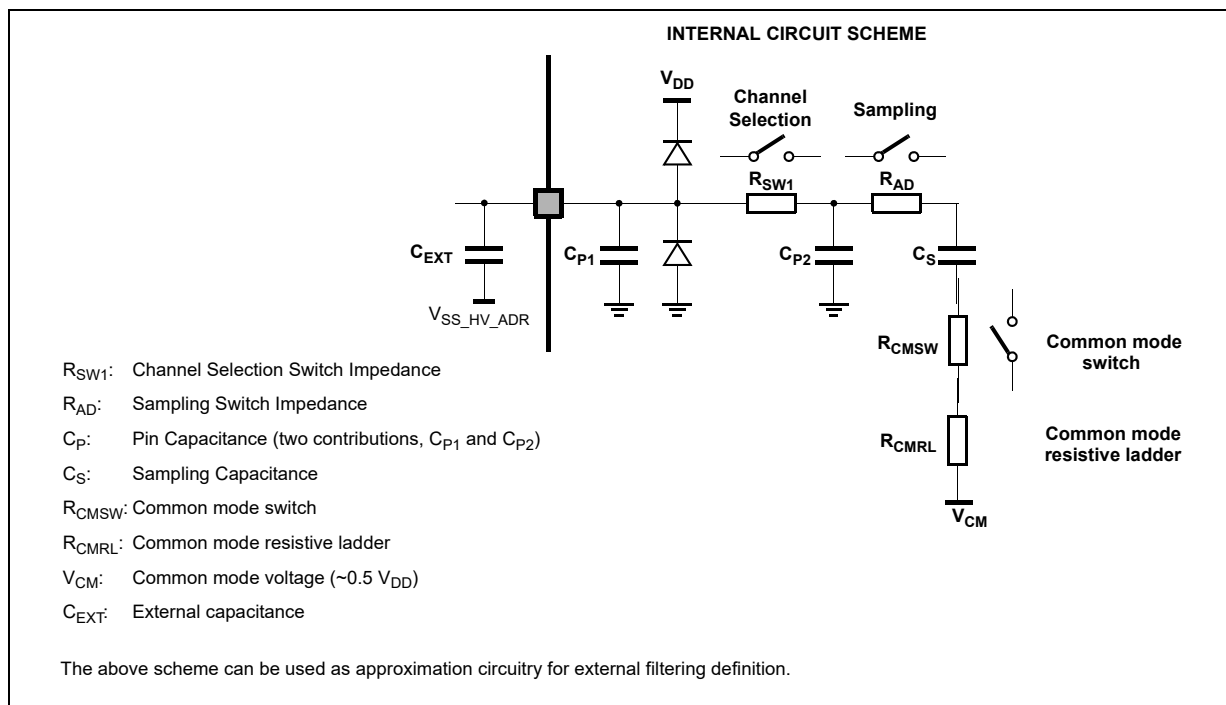 INTERNAL CIRCUIT SCHEME
VDD
Channel
Selection
Sampling
RSW1
RAD
CEXT
CP1
CP2
CS
VSS_HV_ADR
RCMSW
Common mode
switch
RCMRL
Common mode
resistive ladder
VCM
RSW1: Channel Selection Switch Impedance
RAD: Sampling Switch Impedance
CP: Pin Capacitance (two contributions, CP1 and CP2)
CS: Sampling Capacitance
RCMSW: Common mode switch
RCMRL: Common mode resistive ladder
VCM: Common mode voltage (~0.5 VDD)
CEXT: External capacitance
The above scheme can be used as approximation circuitry for external filtering definition.